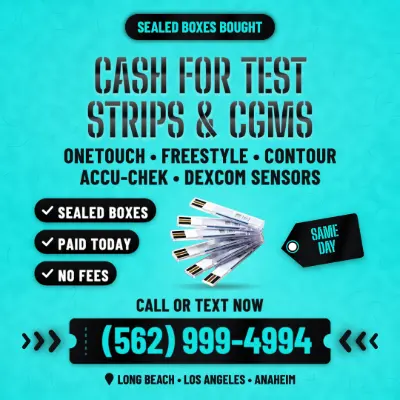 SEALED BOXES BOUGHT
CASH FOR TEST
STRIPS & CGMS
ONETOUCH • FREESTYLE • CONTOUR
ACCU-CHEK • DEXCOM SENSORS
SEALED BOXES
PAID TODAY
NO FEES
SAME
DAY
CALL OR TEXT NOW
(562) 999-4994
LONG BEACH • LOS ANGELES • ANAHEIM